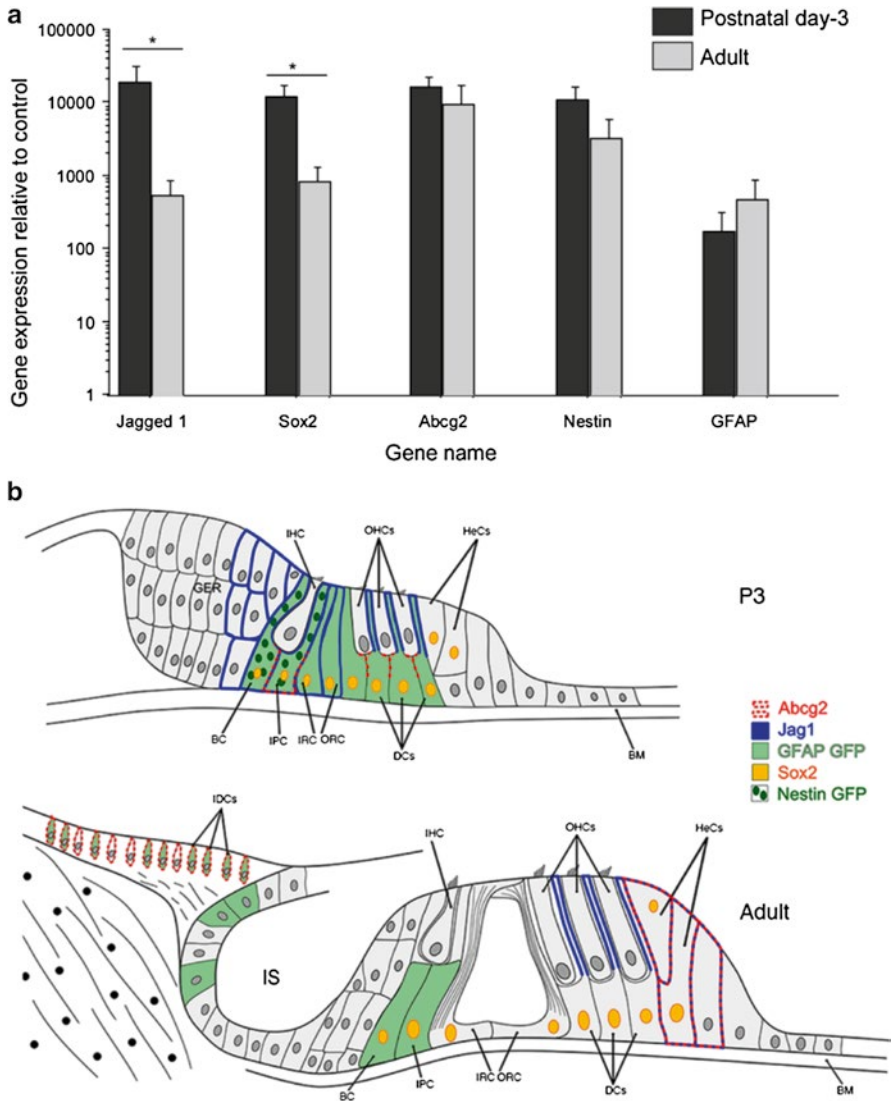 a
Postnatal day-3
Adult
Gene expression relative to control
100000
10000
1000
100
10
1
*
*
Jagged 1 Sox2 Abcg2 Nestin GFAP
Gene name
b
IHC OHCs HeCs
GER
P3
BC IPC IRC ORC DCs BM
Abcg2
Jag1
GFAP GFP
Sox2
Nestin GFP
IDCs
IHC OHCs HeCs
Adult
IS
BC IPC IRC ORC DCs BM